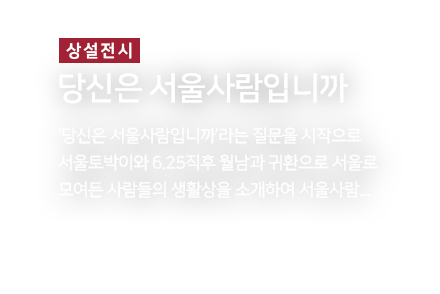 상설전시
당신은 서울사람입니까
'당신은 서울사람입니까'라는 질문을 시작으로
서울토박이와 6.25직후 월남과 귀환으로 서울로
모여든 사람들의 생활상을 소개하여 서울사람...